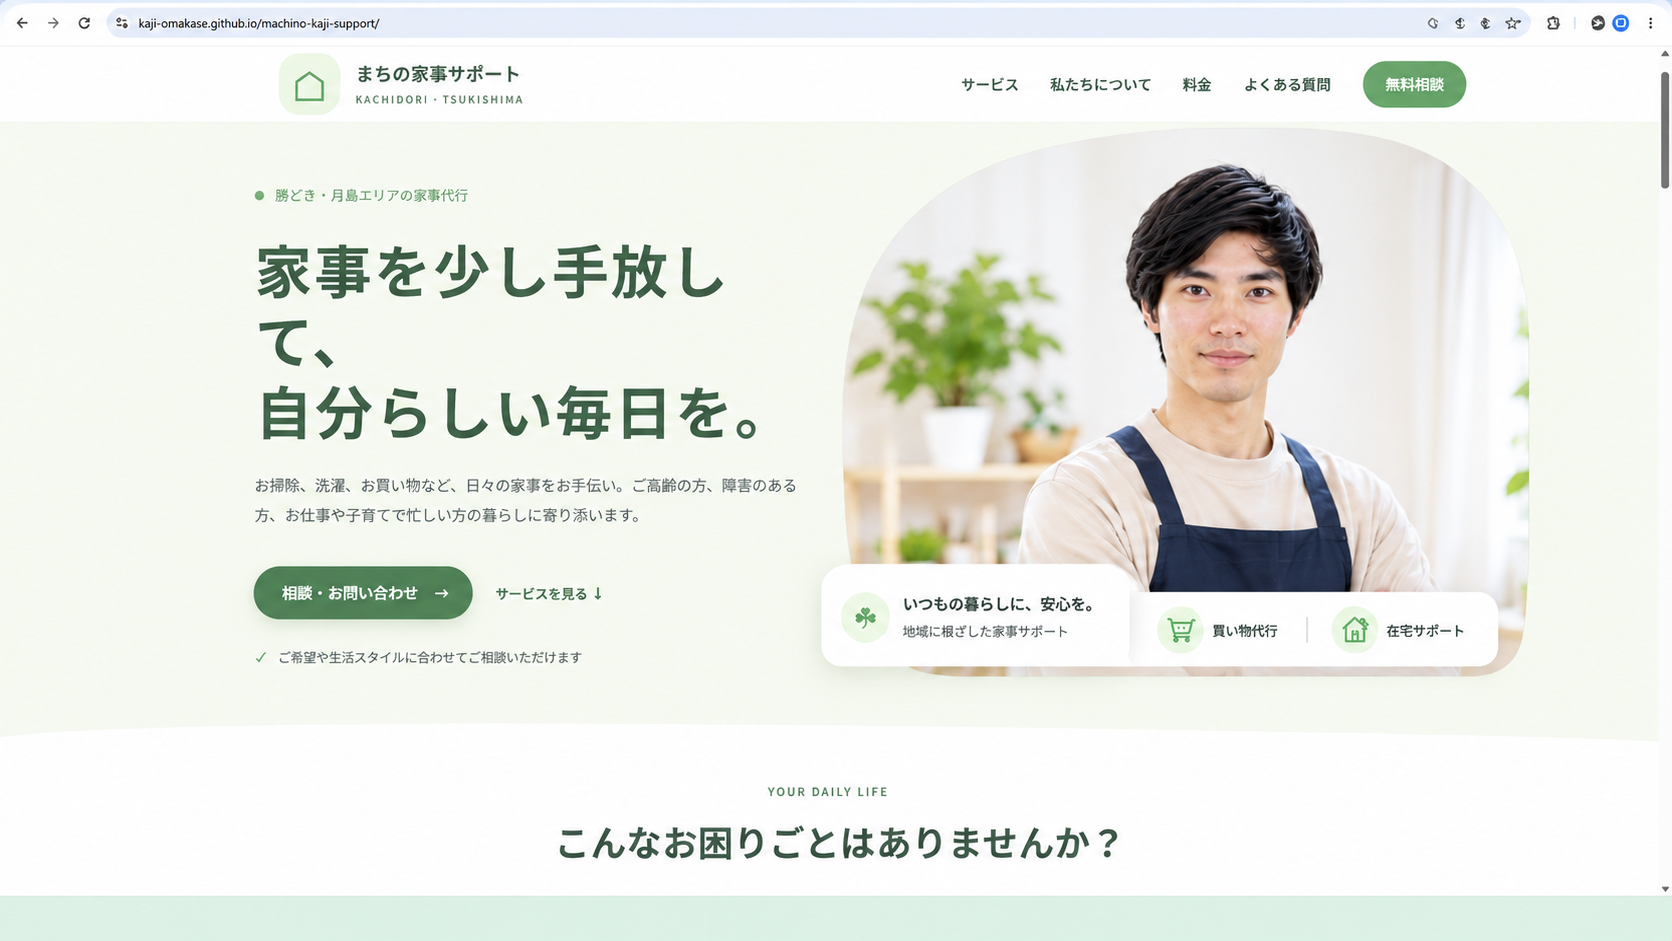 kaji-omakase.github.io/machino-kaji-support/
まちの家事サポート
KACHIDORI・TSUKISHIMA
サービス
私たちについて
料金
よくある質問
無料相談
勝どき・月島エリアの家事代行
家事を少し手放し
て、
自分らしい毎日を。
お掃除、洗濯、お買い物など、日々の家事をお手伝い。ご高齢の方、障害のある
方、お仕事や子育てで忙しい方の暮らしに寄り添います。
相談・お問い合わせ →
サービスを見る ↓
✓ ご希望や生活スタイルに合わせてご相談いただけます
いつもの暮らしに、安心を。
地域に根ざした家事サポート
買い物代行
在宅サポート
YOUR DAILY LIFE
こんなお困りごとはありませんか？